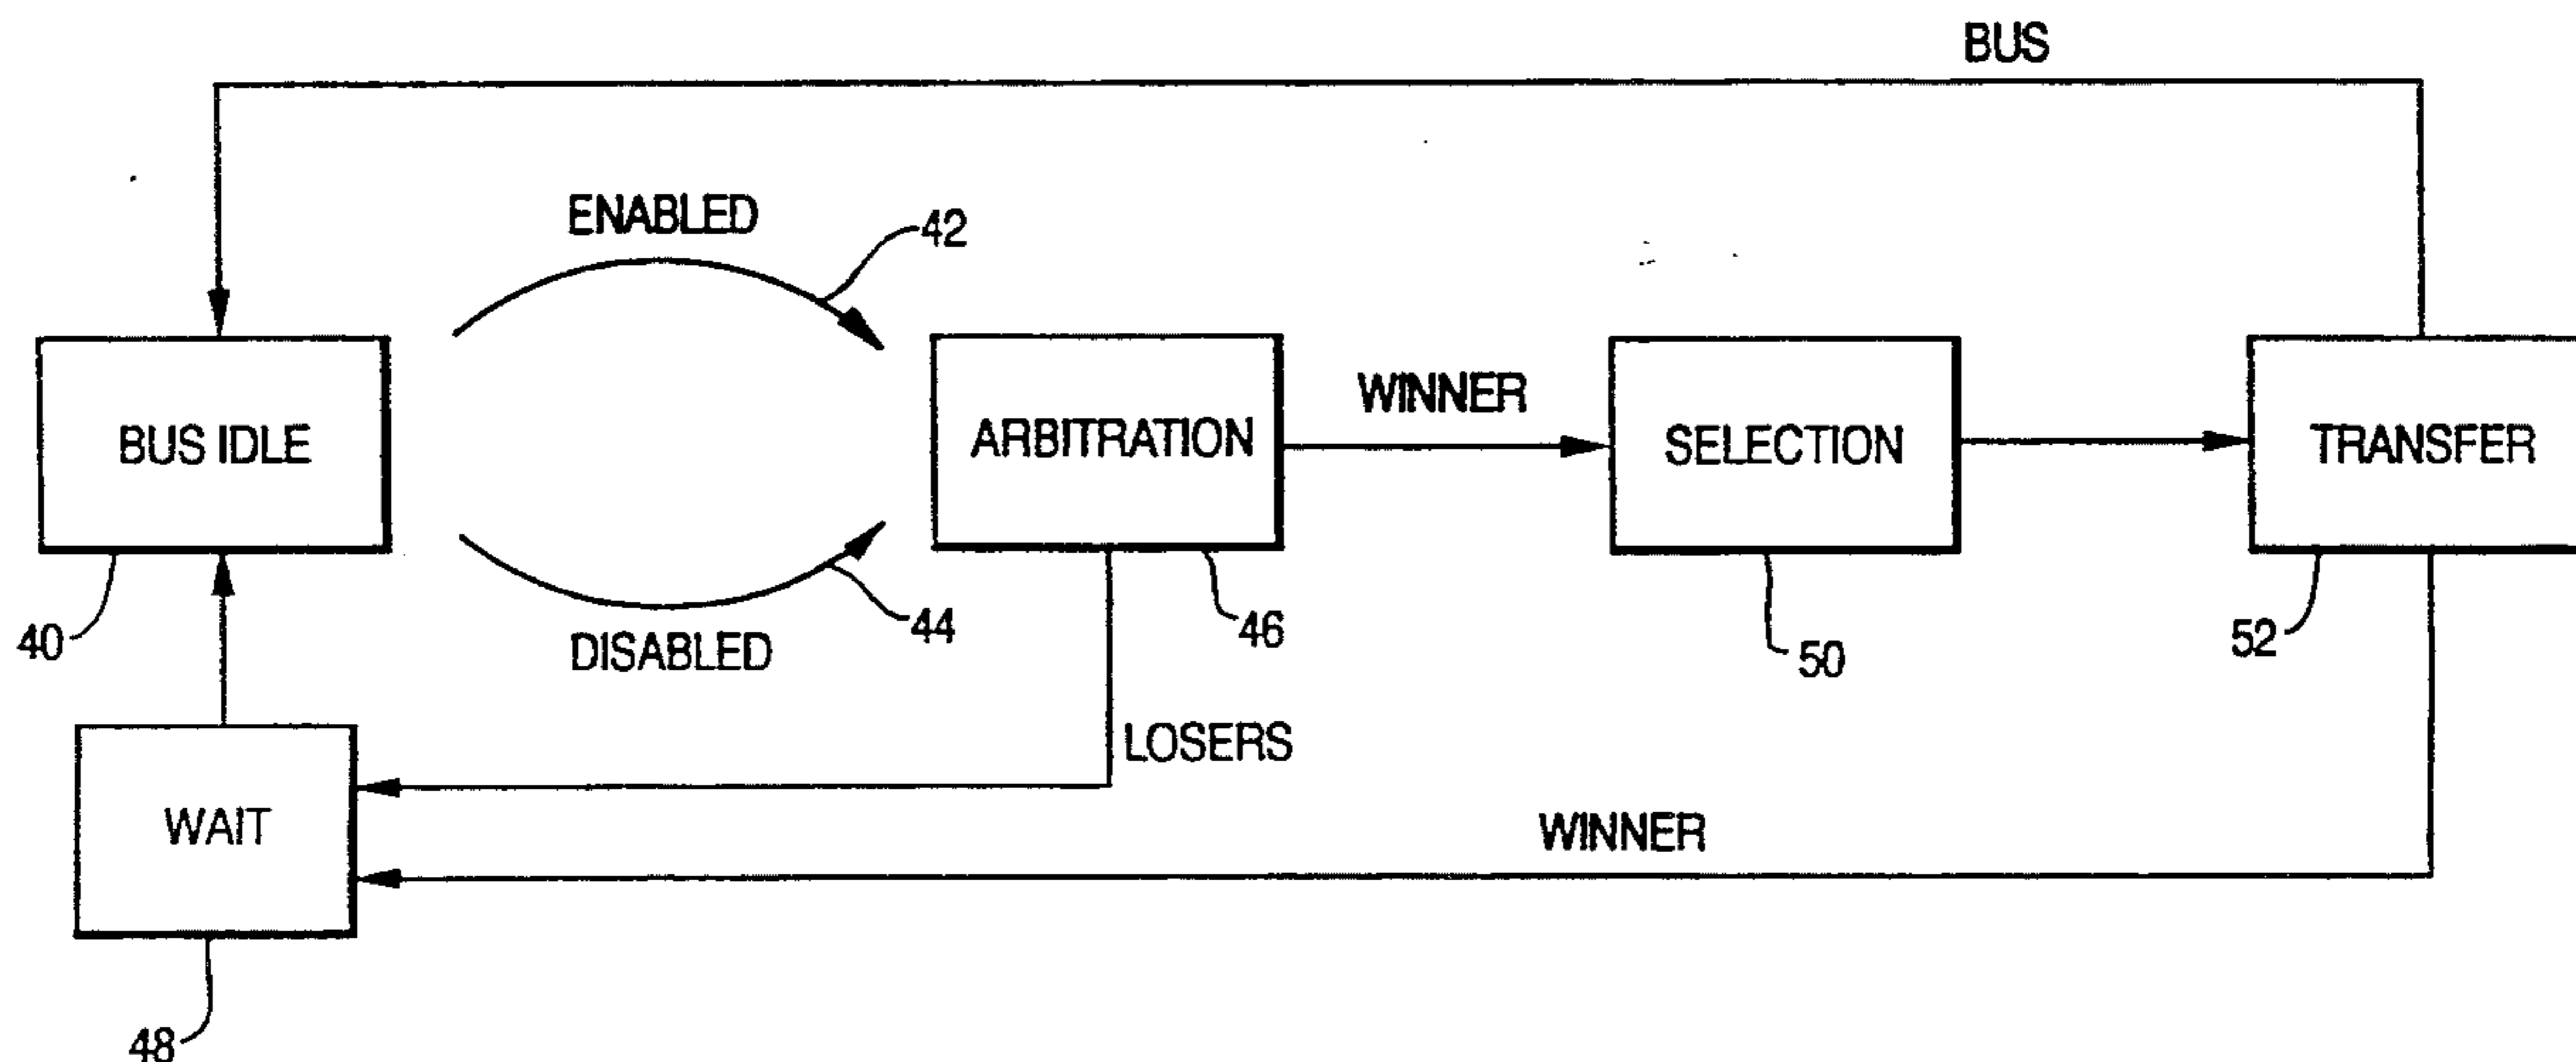 BUS
ENABLED
42
BUS IDLE
ARBITRATION
WINNER
SELECTION
TRANSFER
40
DISABLED
44
46
50
52
LOSERS
WAIT
WINNER
48